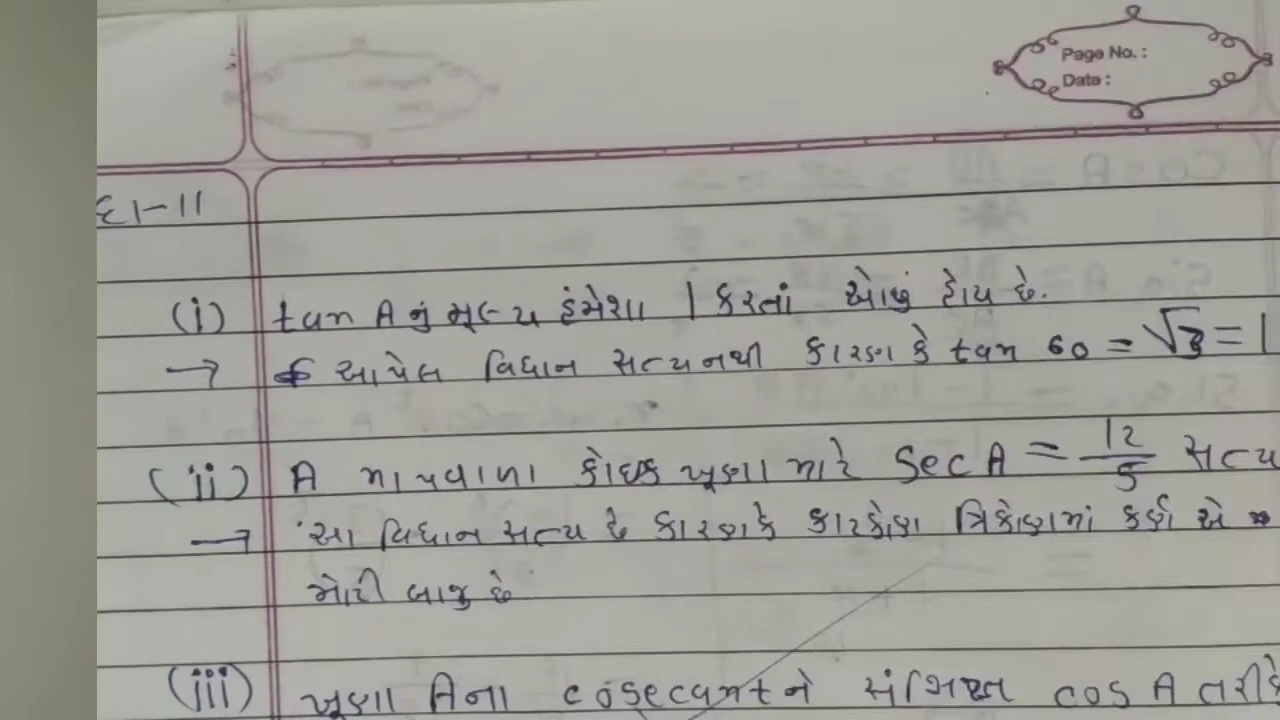 Page No. :
Date :
દા-11
(i) tan A નું મૂલ્ય હંમેશા 1 કરતાં ઓછું હોય છે.
→ આપેલ વિધાન સત્ય નથી કારણ કે tan 60 = √3 = 1
(ii) A માપવાળા કોઇક ખૂણા માટે sec A = 12/5 સત્ય
→ આ વિધાન સત્ય છે કારણકે કાટકોણ ત્રિકોણમાં કર્ણ એ
મોટી બાજુ છે
(iii) ખૂણા A ના cosecant ને સંક્ષિપ્ત cos A તરીકે